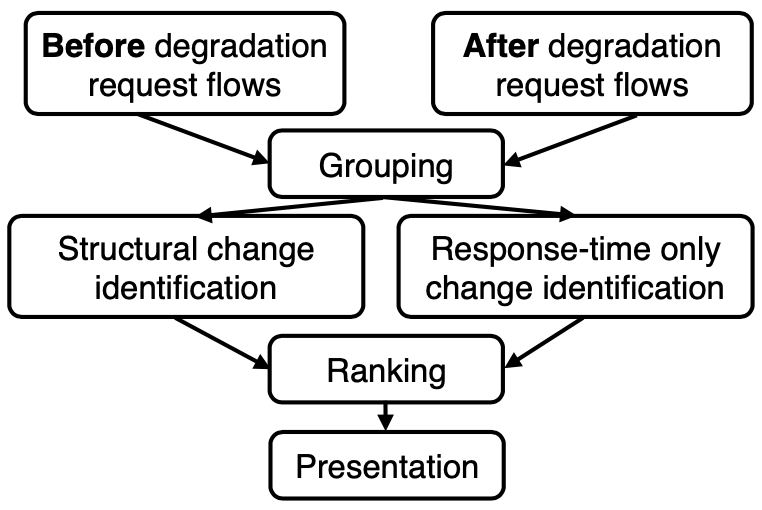 Before degradation
request flows
After degradation
request flows
Grouping
Structural change
identification
Response-time only
change identification
Ranking
Presentation